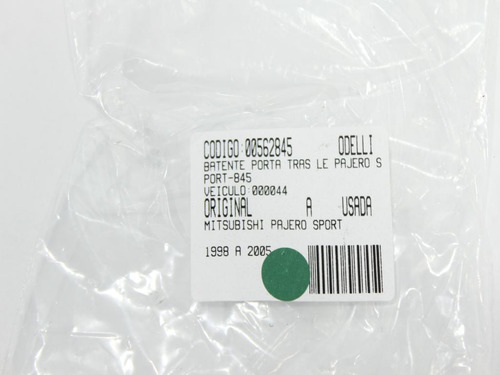 CODIGO:00562845 ODELLI
BATENTE PORTA TRAS LE PAJERO S
PORT-845
VEICULO:000044
ORIGINAL A USADA
MITSUBISHI PAJERO SPORT
1998 A 2005